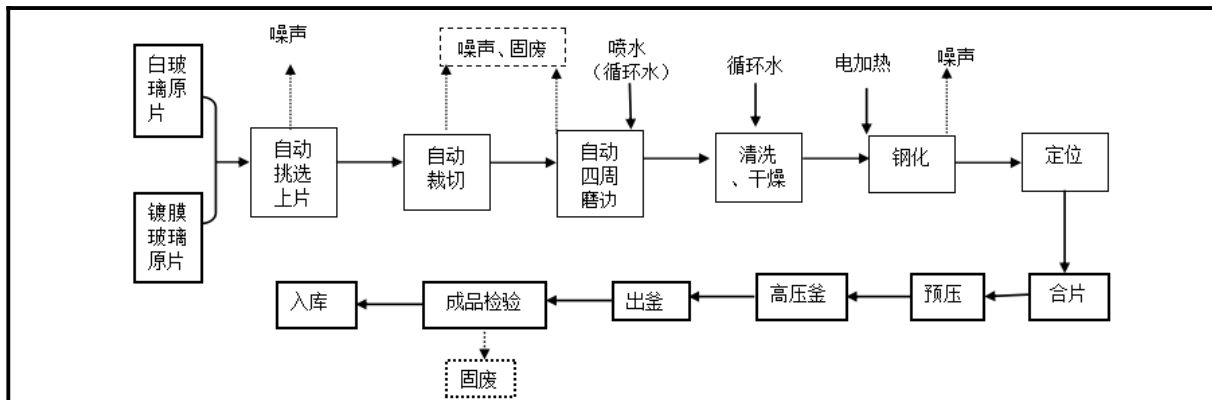 白玻
璃原
片
镀膜
玻璃
原片
噪声
自动
挑选
上片
噪声、固废
自动
裁切
喷水
（循环水）
自动
四周
磨边
循环水
清洗
、干燥
电加热
噪声
钢化
定位
合片
预压
高压釜
出釜
成品检验
入库
固废